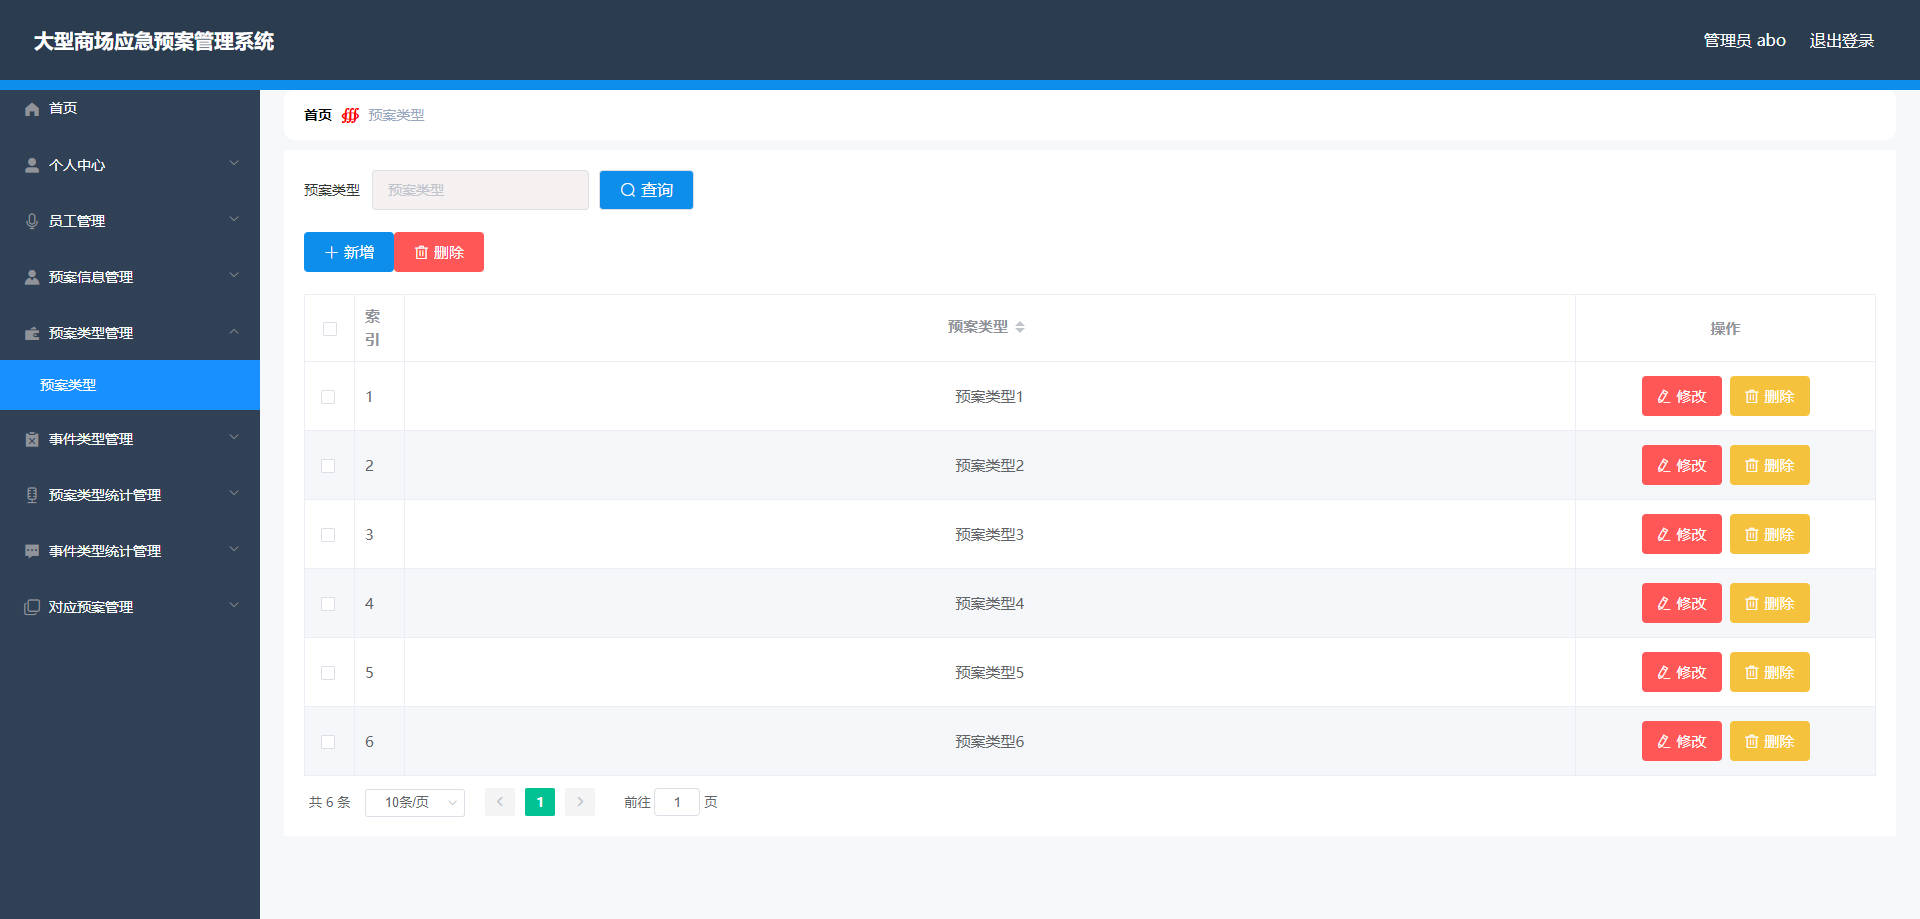 大型商场应急预案管理系统
管理员 abo 退出登录
首页
个人中心
员工管理
预案信息管理
预案类型管理
预案类型
事件类型管理
预案类型统计管理
事件类型统计管理
对应预案管理
首页 预案类型
预案类型 预案类型 查询
新增 删除
索引 预案类型 操作
1 预案类型1 修改 删除
2 预案类型2 修改 删除
3 预案类型3 修改 删除
4 预案类型4 修改 删除
5 预案类型5 修改 删除
6 预案类型6 修改 删除
共 6 条 10条/页 1 前往 1 页